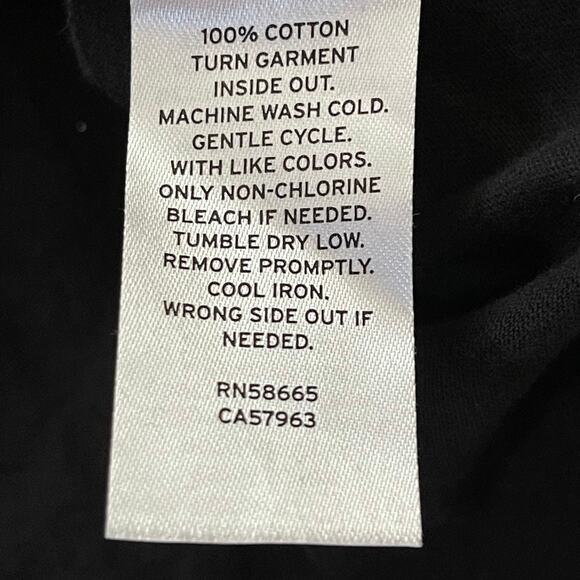 100% COTTON
TURN GARMENT
INSIDE OUT.
MACHINE WASH COLD.
GENTLE CYCLE.
WITH LIKE COLORS.
ONLY NON-CHLORINE
BLEACH IF NEEDED.
TUMBLE DRY LOW.
REMOVE PROMPTLY.
COOL IRON.
WRONG SIDE OUT IF
NEEDED.
RN58665
CA57963